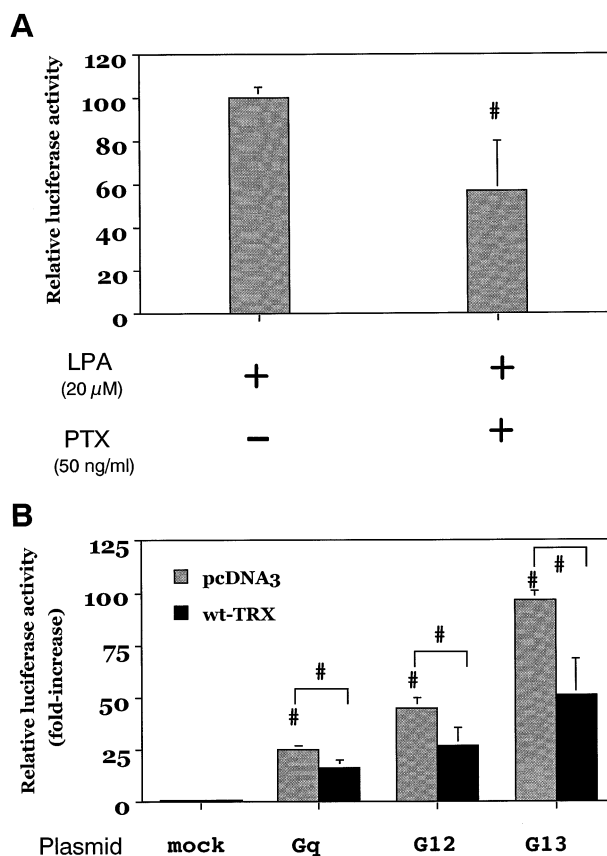 A
Relative luciferase activity
120
100
80
60
40
20
0
#
LPA + +
(20 µM)
PTX − +
(50 ng/ml)
B
Relative luciferase activity
(fold-increase)
125
100
75
50
25
0
pcDNA3
wt-TRX
# #
# #
# #
Plasmid mock Gq G12 G13